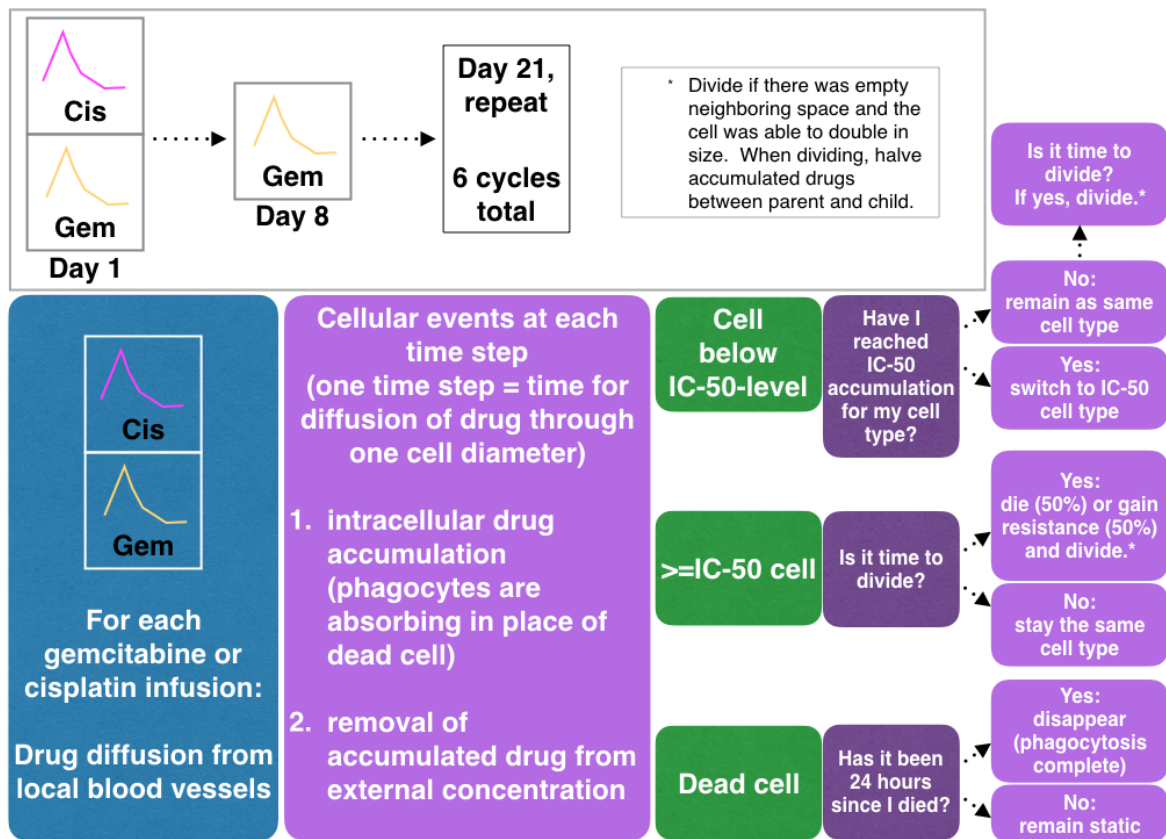 Cis
Gem
Day 1
Gem
Day 8
Day 21,
repeat
6 cycles
total
* Divide if there was empty
neighboring space and the
cell was able to double in
size. When dividing, halve
accumulated drugs
between parent and child.
Is it time to
divide?
If yes, divide.*
Cis
Gem
For each
gemcitabine or
cisplatin infusion:
Drug diffusion from
local blood vessels
Cellular events at each
time step
(one time step = time for
diffusion of drug through
one cell diameter)
1. intracellular drug
accumulation
(phagocytes are
absorbing in place of
dead cell)
2. removal of
accumulated drug from
external concentration
Cell
below
IC-50-level
Have I
reached
IC-50
accumulation
for my cell
type?
No:
remain as same
cell type
Yes:
switch to IC-50
cell type
>=IC-50 cell
Is it time to
divide?
Yes:
die (50%) or gain
resistance (50%)
and divide.*
No:
stay the same
cell type
Dead cell
Has it been
24 hours
since I died?
Yes:
disappear
(phagocytosis
complete)
No:
remain static